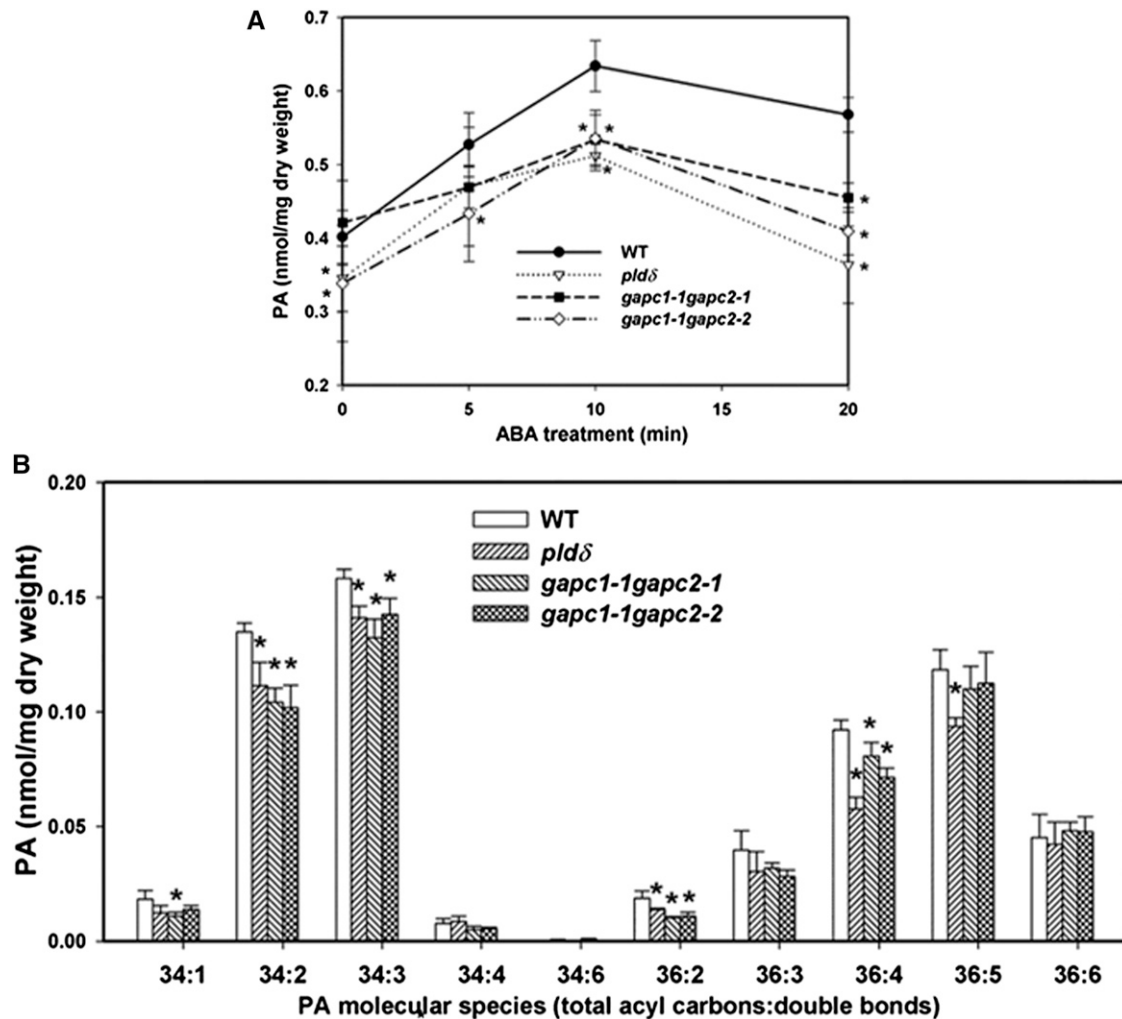 A
0.7
0.6
0.5
0.4
0.3
0.2
PA (nmol/mg dry weight)
* * * * * * * * *
WT
pldδ
gapc1-1gapc2-1
gapc1-1gapc2-2
0 5 10 15 20
ABA treatment (min)
B
0.20
0.15
0.10
0.05
0.00
PA (nmol/mg dry weight)
WT
pldδ
gapc1-1gapc2-1
gapc1-1gapc2-2
* * * * * * * * * * * * * *
34:1 34:2 34:3 34:4 34:6 36:2 36:3 36:4 36:5 36:6
PA molecular species (total acyl carbons:double bonds)
*